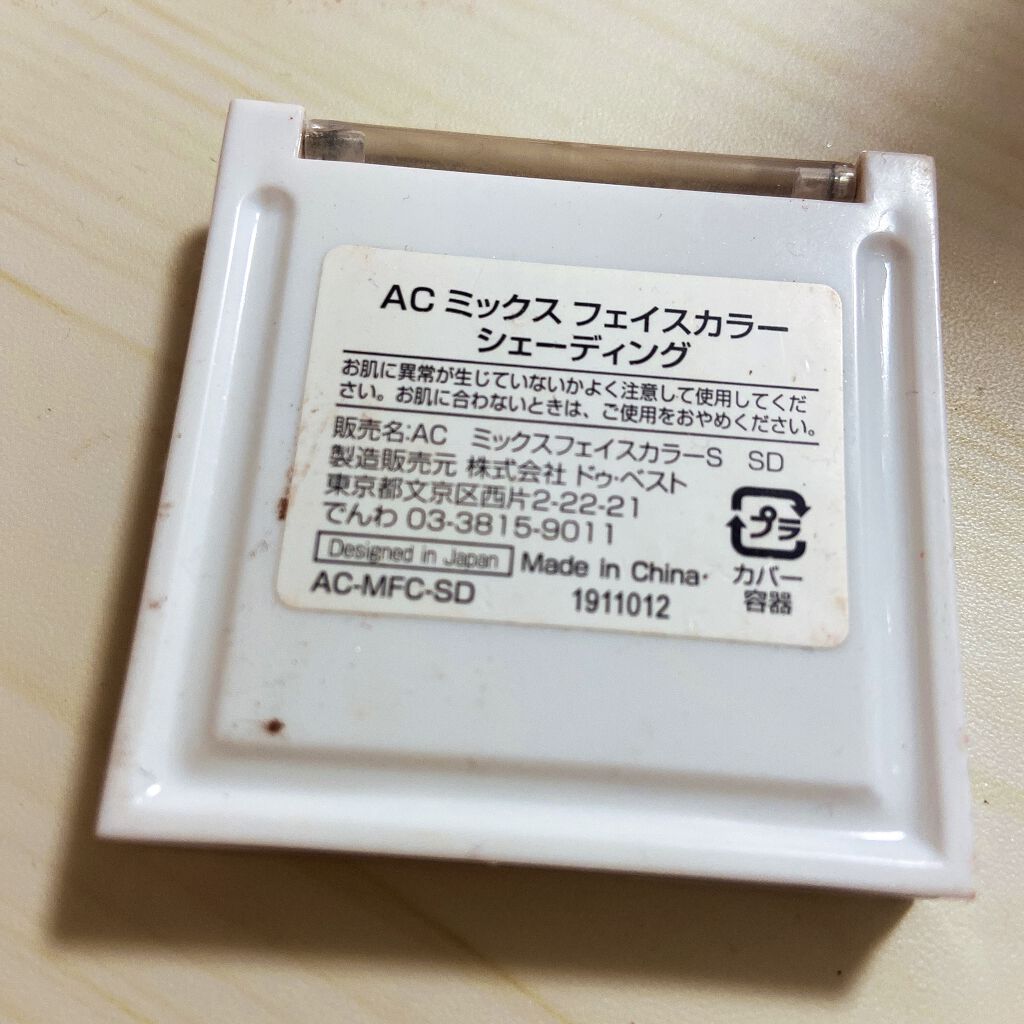 AC ミックス フェイスカラー
シェーディング
お肌に異常が生じていないかよく注意して使用してくだ
さい。お肌に合わないときは、ご使用をおやめください。
販売名:AC ミックスフェイスカラーS SD
製造販売元 株式会社 ドゥ・ベスト
東京都文京区西片2-22-21
でんわ 03-3815-9011
Designed in Japan Made in China・
AC-MFC-SD 1911012
プラ
カバー
容器